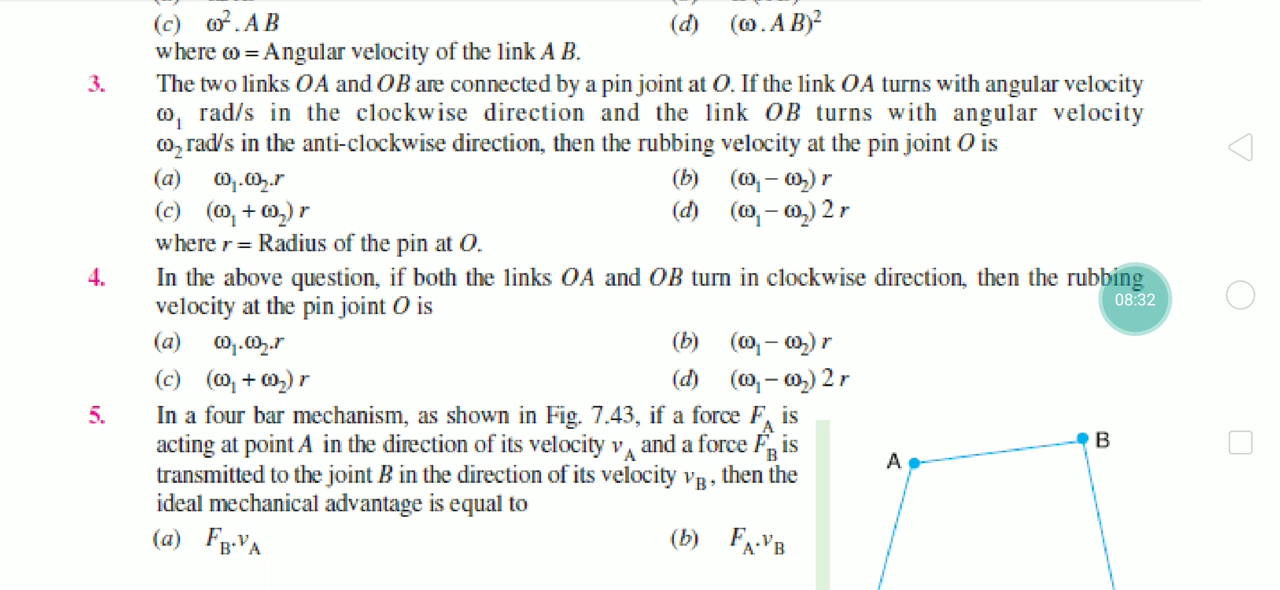 (c) ω². A B (d) (ω . A B)²
where ω = Angular velocity of the link A B.
3. The two links OA and OB are connected by a pin joint at O. If the link OA turns with angular velocity
ω₁ rad/s in the clockwise direction and the link OB turns with angular velocity
ω₂ rad/s in the anti-clockwise direction, then the rubbing velocity at the pin joint O is
(a) ω₁.ω₂.r (b) (ω₁ – ω₂) r
(c) (ω₁ + ω₂) r (d) (ω₁ – ω₂) 2 r
where r = Radius of the pin at O.
4. In the above question, if both the links OA and OB turn in clockwise direction, then the rubbing
velocity at the pin joint O is
08:32
(a) ω₁.ω₂.r (b) (ω₁ – ω₂) r
(c) (ω₁ + ω₂) r (d) (ω₁ – ω₂) 2 r
5. In a four bar mechanism, as shown in Fig. 7.43, if a force F_A is
acting at point A in the direction of its velocity v_A and a force F_B is
transmitted to the joint B in the direction of its velocity v_B, then the
ideal mechanical advantage is equal to
(a) F_B.v_A (b) F_A.v_B
A
B